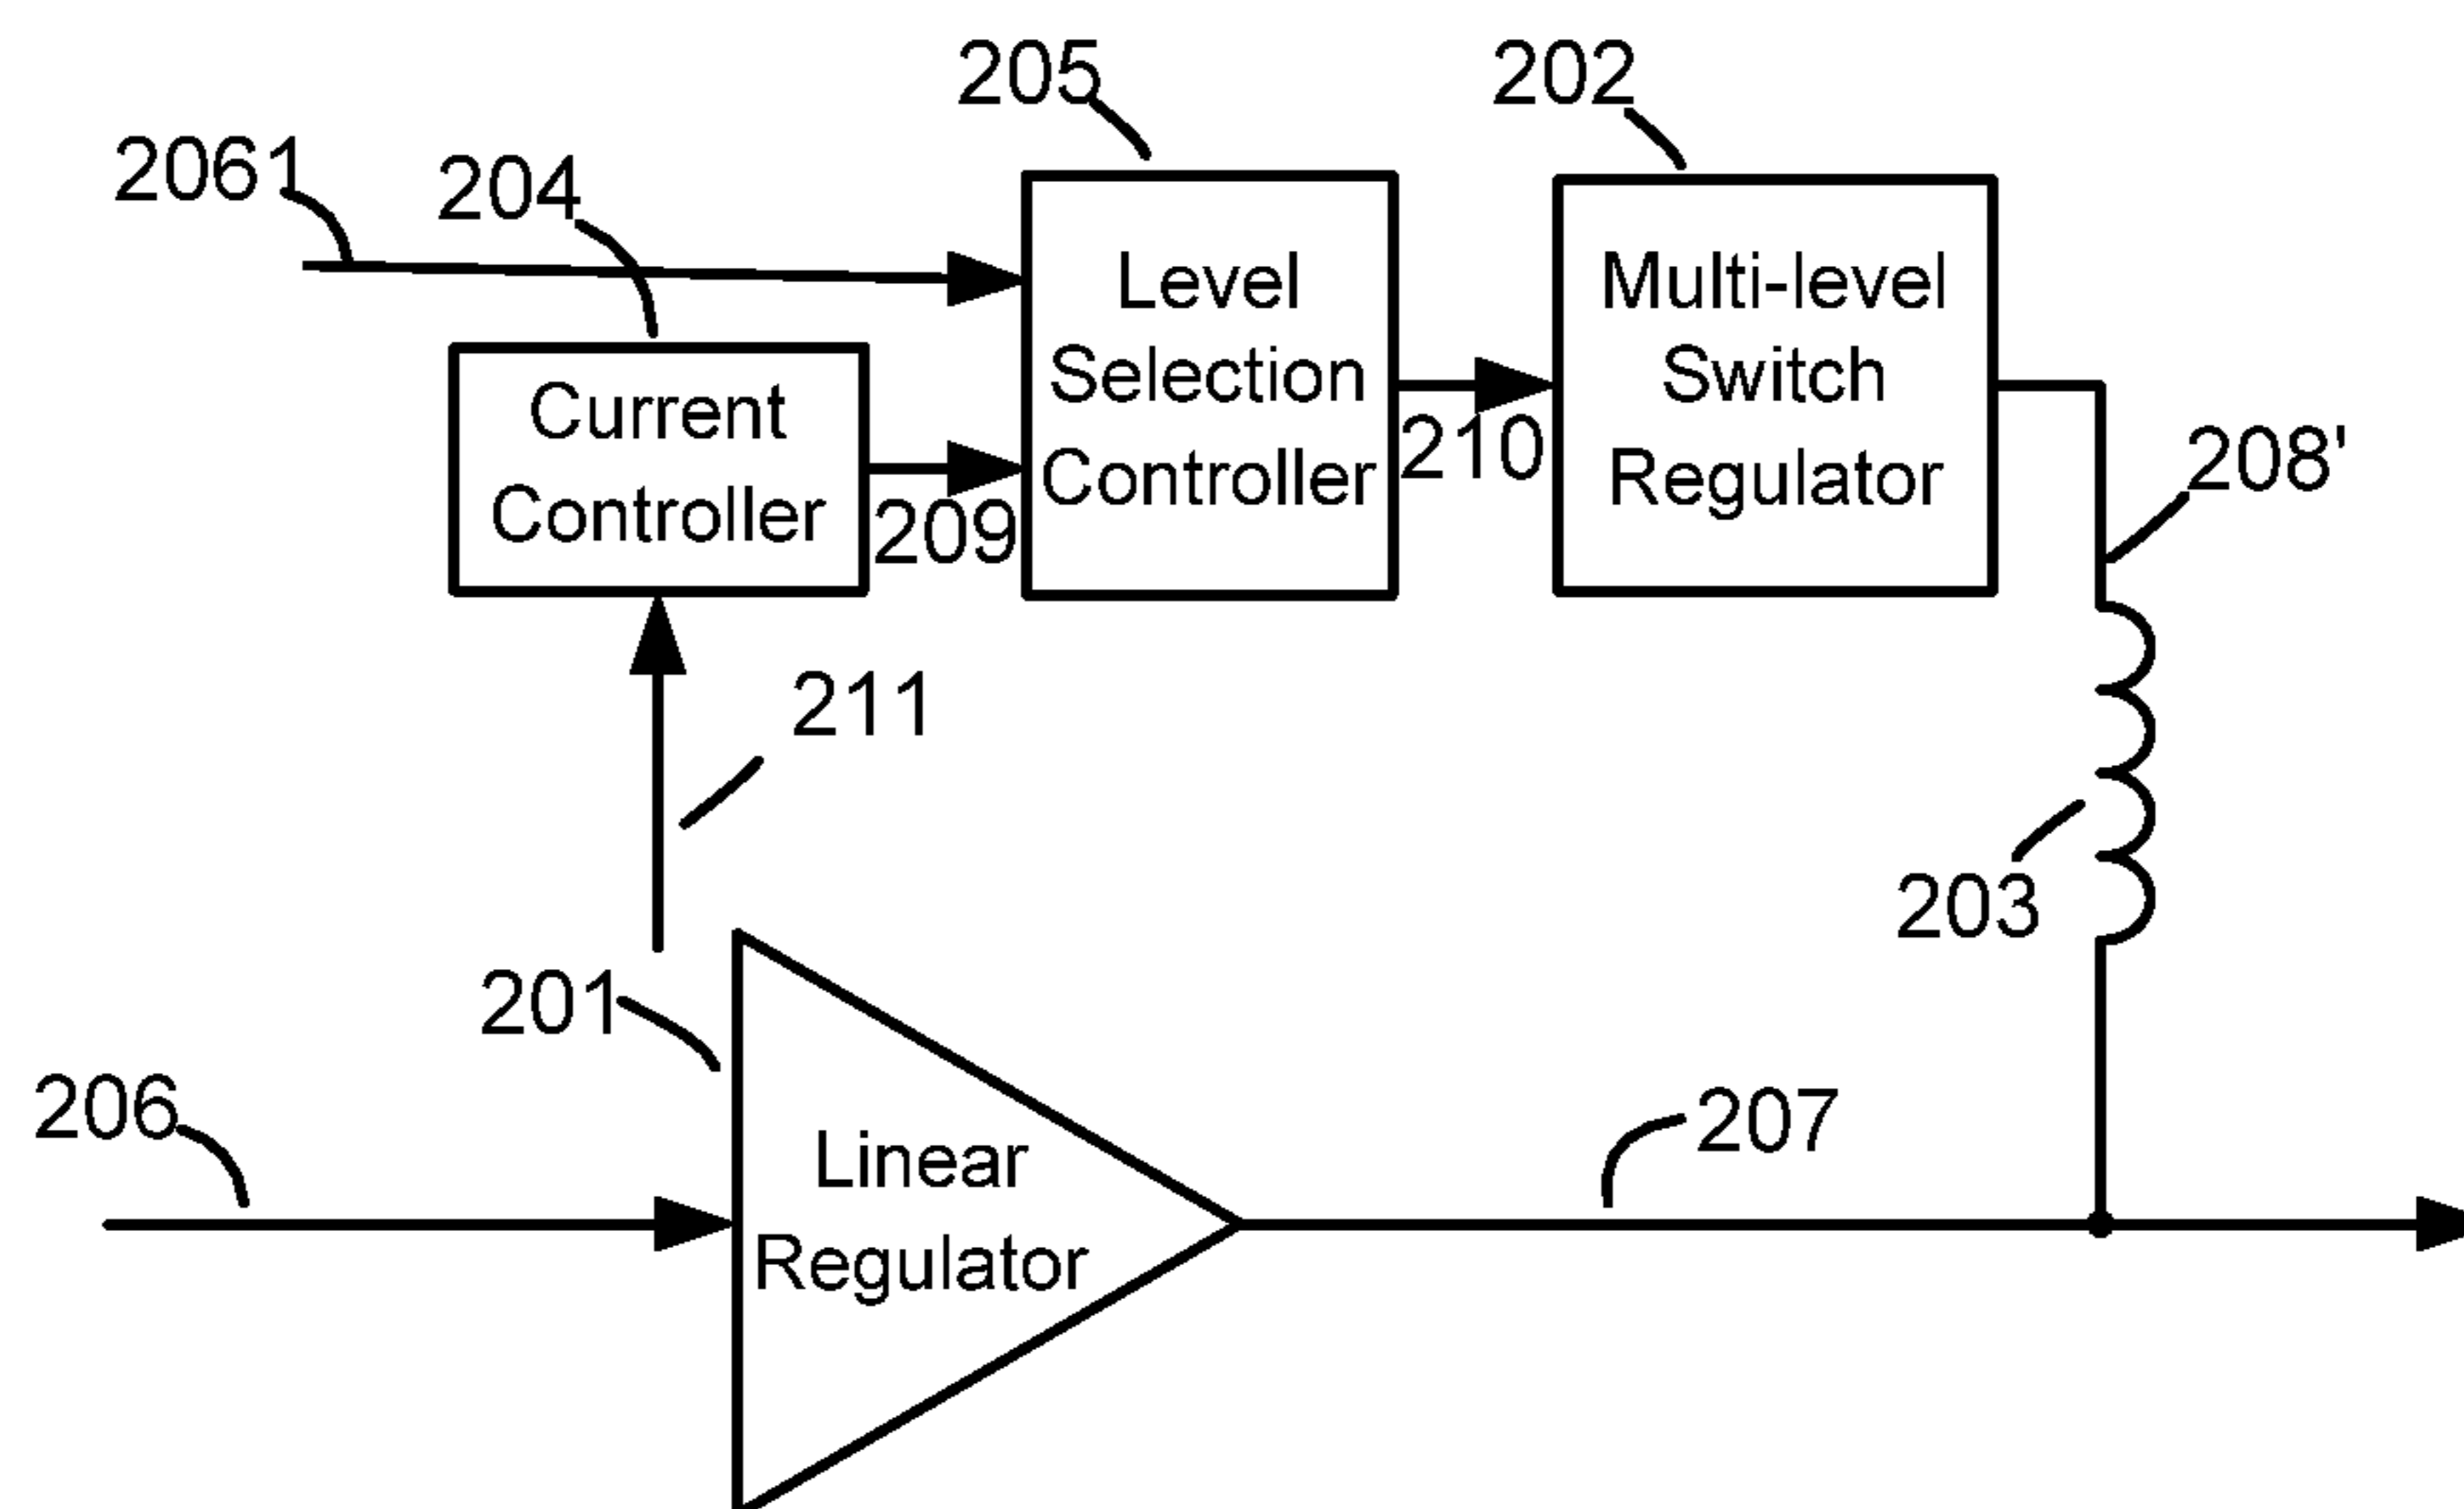 205
202
2061
204
Level
Selection
Controller
Multi-level
Switch
Regulator
Current
Controller
210
208'
209
211
203
201
206
207
Linear
Regulator